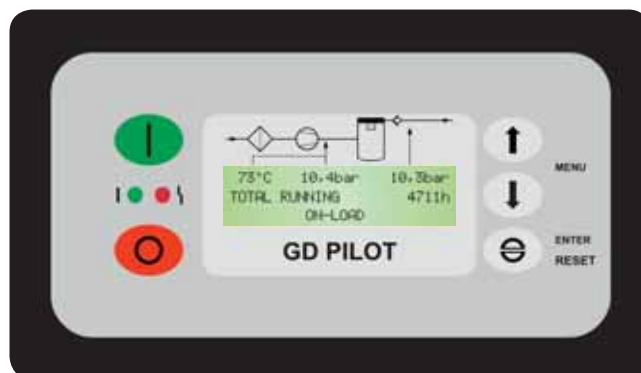 73°C 10,4bar 10,3bar
TOTAL RUNNING 4711h
ON-LOAD
GD PILOT
MENU
ENTER
RESET